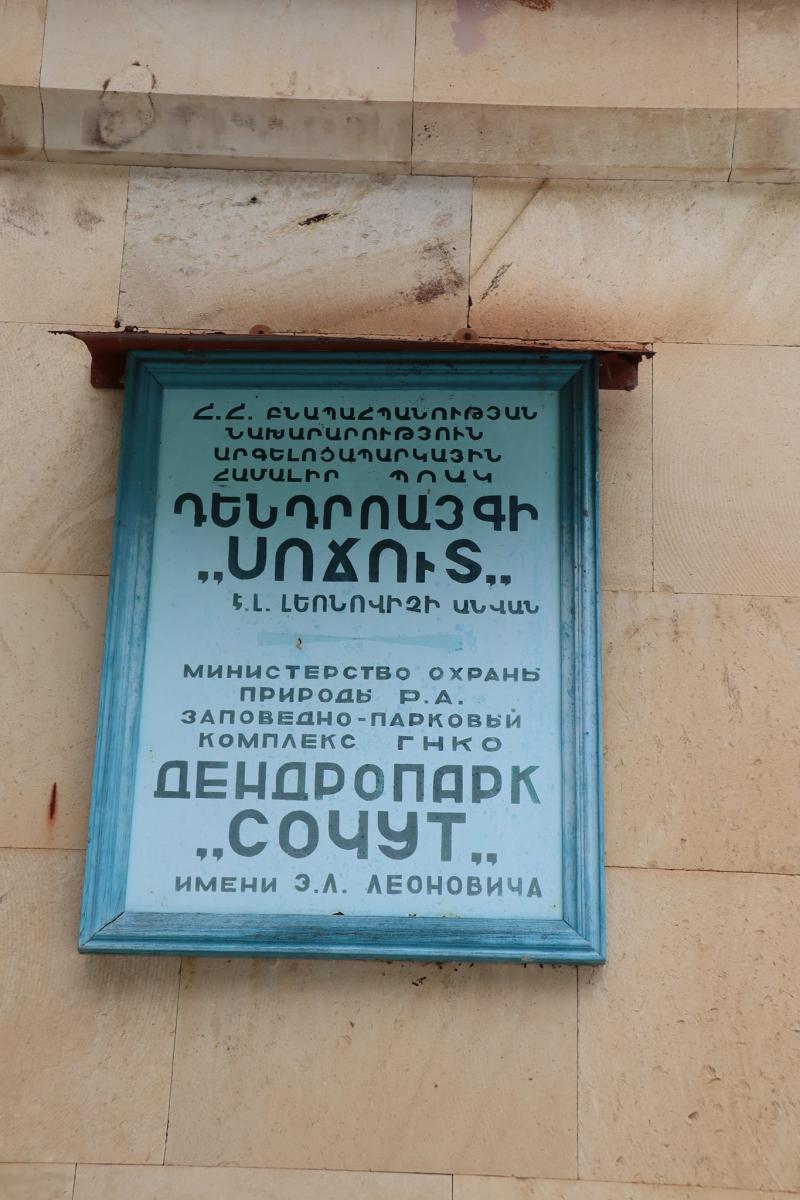 Հ.Հ. ԲՆԱՊԱՀՊԱՆՈՒԹՅԱՆ
ՆԱԽԱՐԱՐՈՒԹՅՈՒՆ
ԱՐԳԵԼՈՑԱՊԱՐԿԱՅԻՆ
ՀԱՄԱԼԻՐ ՊՈԱԿ
ԴԵՆԴՐՈԱՅԳԻ
„ՍՈՃՈՒՏ„
Է.Լ. ԼԵՈՆՈՎԻՉԻ ԱՆՎԱՆ
МИНИСТЕРСТВО ОХРАНЫ
ПРИРОДЫ Р.А.
ЗАПОВЕДНО-ПАРКОВЫЙ
КОМПЛЕКС ГНКО
ДЕНДРОПАРК
„СОЧУТ„
ИМЕНИ Э.Л. ЛЕОНОВИЧА